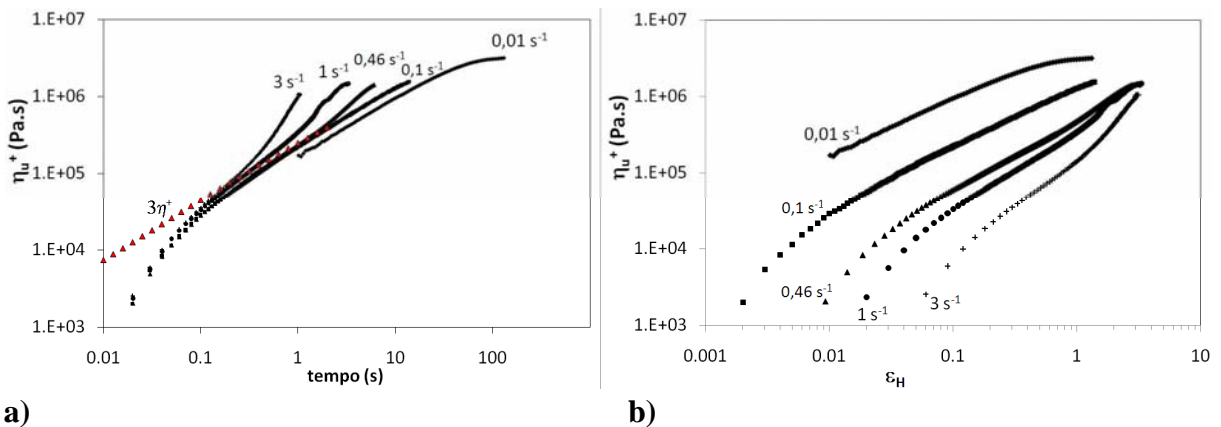 1.E+07
1.E+06
1.E+05
1.E+04
1.E+03
ηu+ (Pa.s)
3 s-1
1 s-1
0,46 s-1
0,1 s-1
0,01 s-1
3η+
0.01
0.1
1
10
100
tempo (s)
a)
1.E+07
1.E+06
1.E+05
1.E+04
1.E+03
ηu+ (Pa.s)
0,01 s-1
0,1 s-1
0,46 s-1
1 s-1
3 s-1
0.001
0.01
0.1
1
10
εH
b)